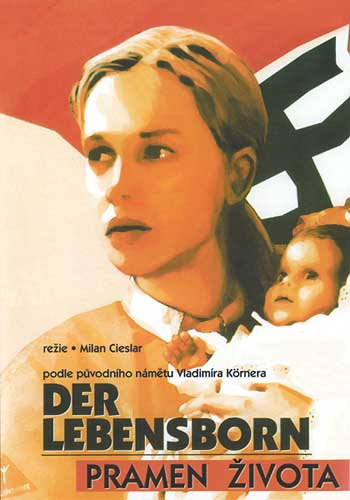 režie • Milan Cieslar
podle původního námětu Vladimíra Körnera
DER
LEBENSBORN
PRAMEN ŽIVOTA